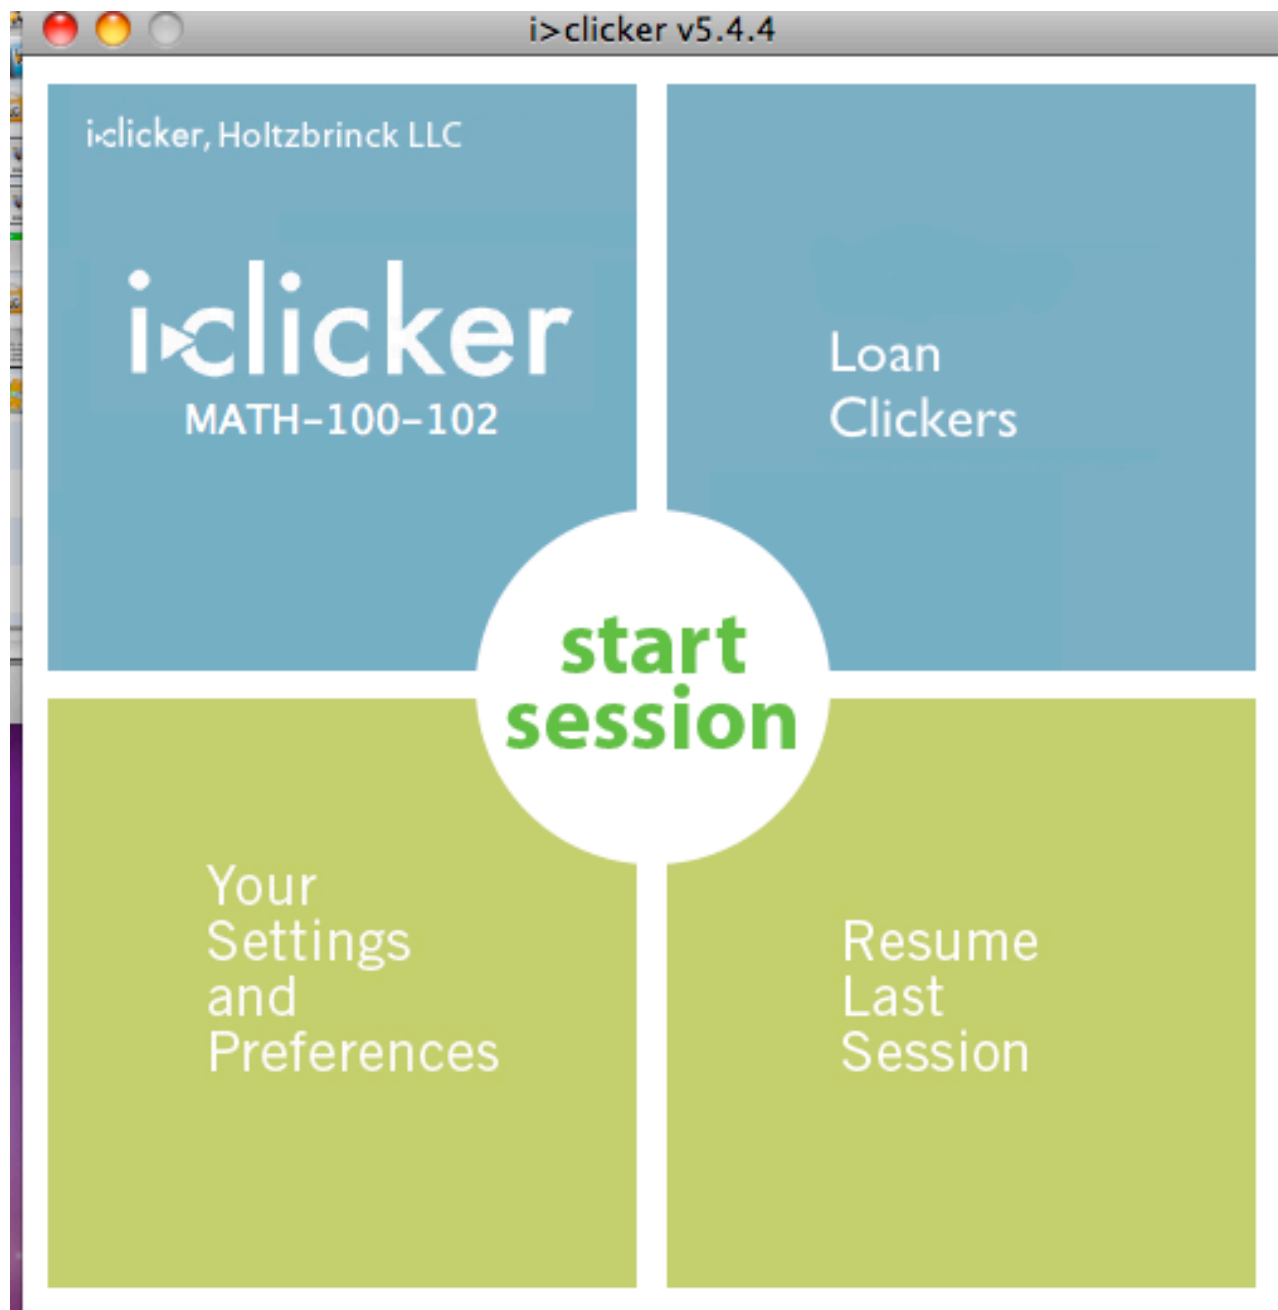 i>clicker v5.4.4
i>clicker, Holtzbrinck LLC
i>clicker
MATH-100-102
Loan
Clickers
start
session
Your
Settings
and
Preferences
Resume
Last
Session